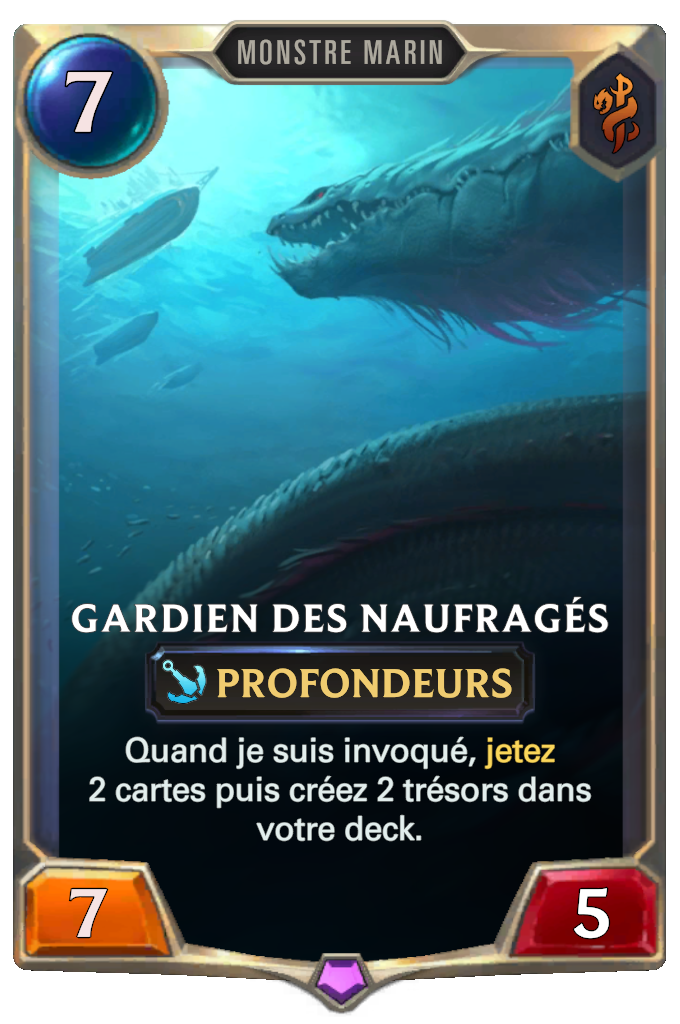 7
MONSTRE MARIN
GARDIEN DES NAUFRAGÉS
PROFONDEURS
Quand je suis invoqué, jetez
2 cartes puis créez 2 trésors dans
votre deck.
7
5